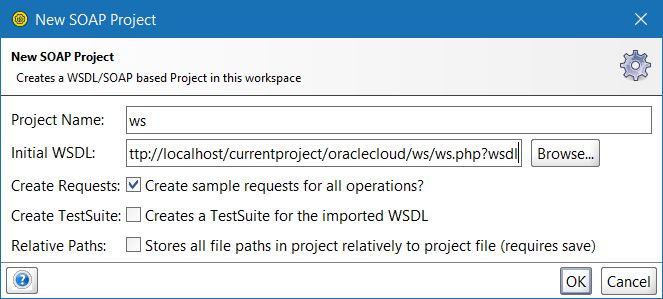 New SOAP Project
New SOAP Project
Creates a WSDL/SOAP based Project in this workspace
Project Name: ws
Initial WSDL: ttp://localhost/currentproject/oraclecloud/ws/ws.php?wsdl Browse...
Create Requests: Create sample requests for all operations?
Create TestSuite: Creates a TestSuite for the imported WSDL
Relative Paths: Stores all file paths in project relatively to project file (requires save)
? OK Cancel